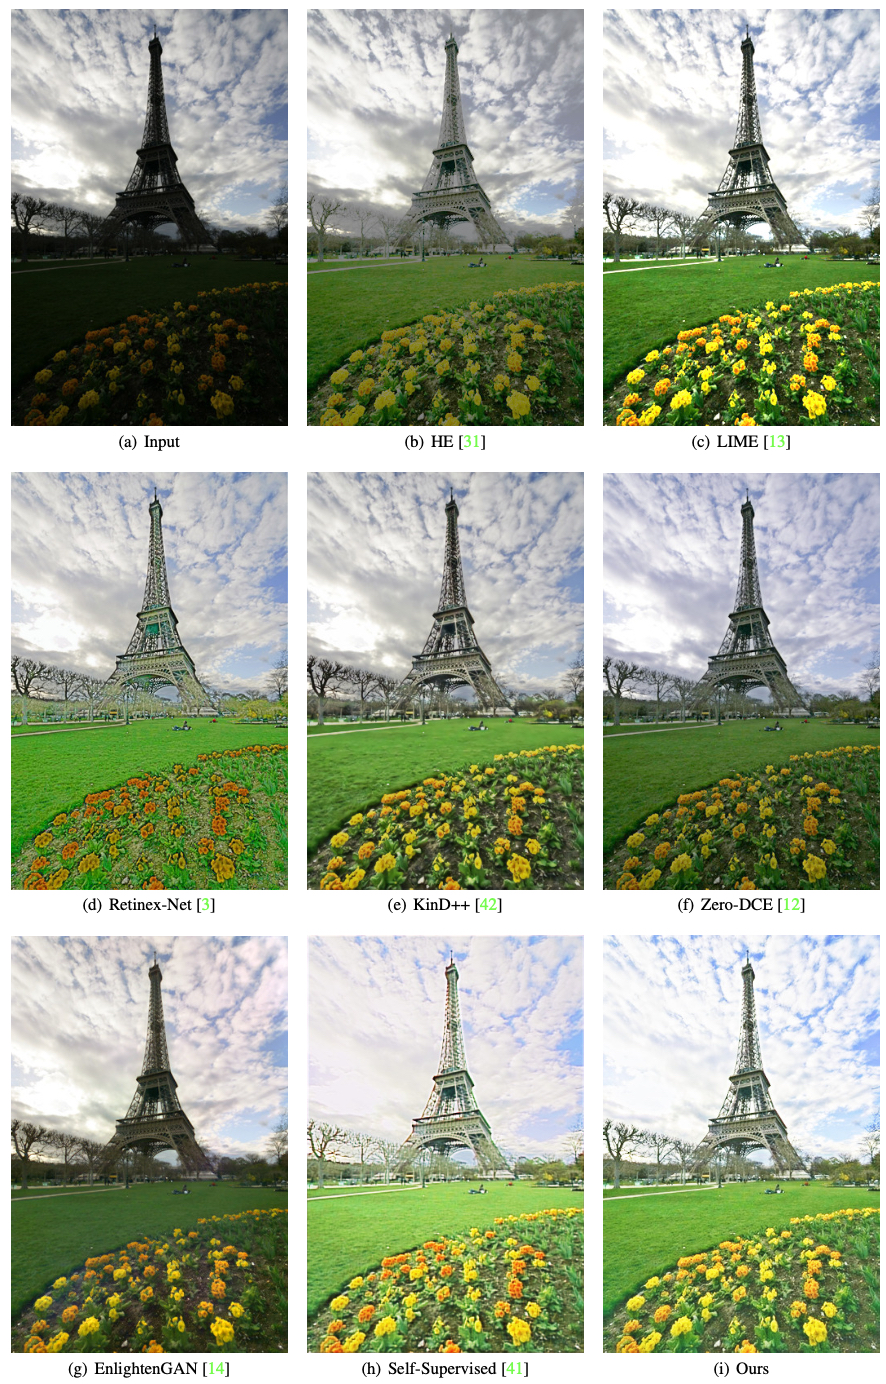 (a) Input
(b) HE [31]
(c) LIME [13]
(d) Retinex-Net [3]
(e) KinD++ [42]
(f) Zero-DCE [12]
(g) EnlightenGAN [14]
(h) Self-Supervised [41]
(i) Ours